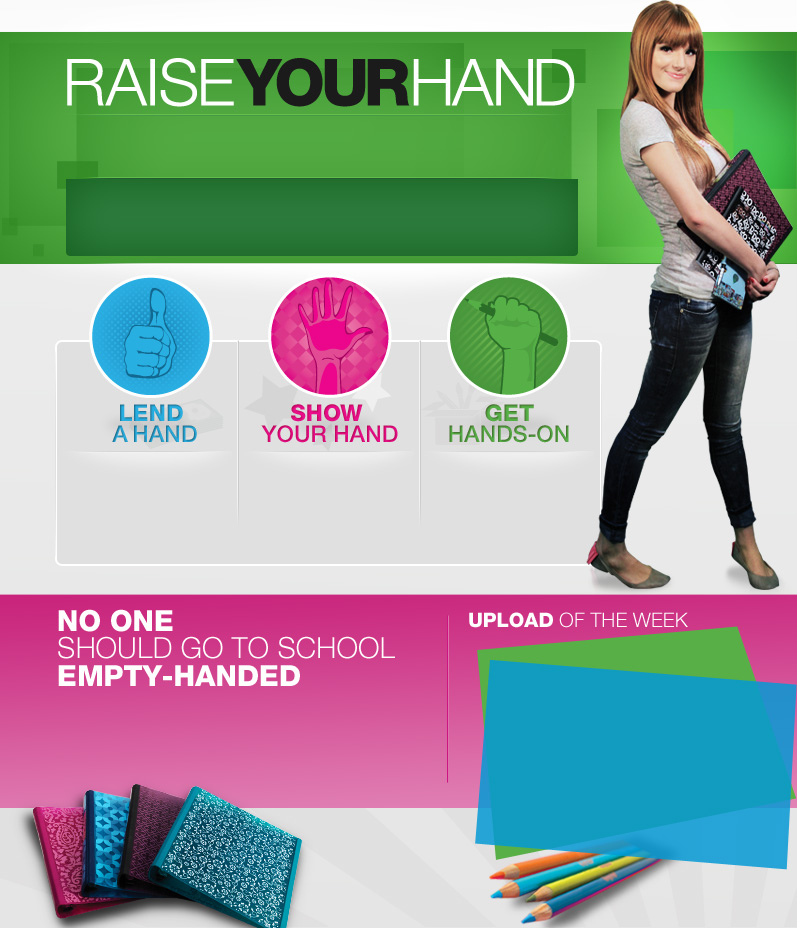 RAISEYOURHAND
LEND
A HAND
SHOW
YOUR HAND
GET
HANDS-ON
NO ONE
SHOULD GO TO SCHOOL
EMPTY-HANDED
UPLOAD OF THE WEEK